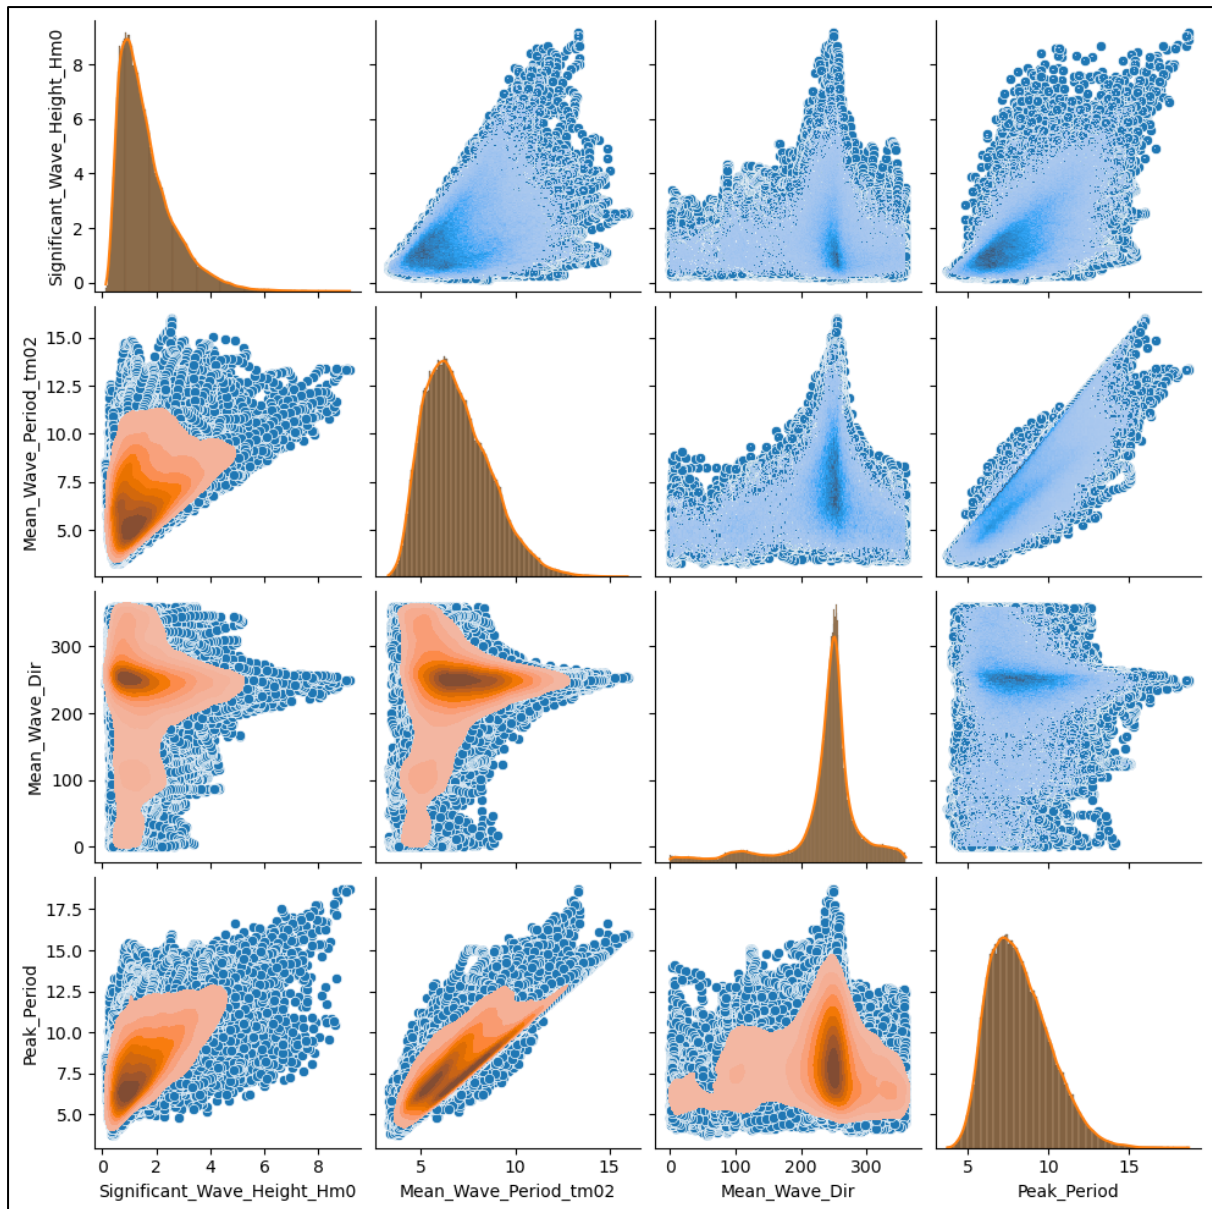 Significant_Wave_Height_Hm0
8
6
4
2
0
Mean_Wave_Period_tm02
15.0
12.5
10.0
7.5
5.0
Mean_Wave_Dir
300
200
100
0
Peak_Period
17.5
15.0
12.5
10.0
7.5
5.0
0 2 4 6 8
5 10 15
0 100 200 300
5 10 15
Significant_Wave_Height_Hm0
Mean_Wave_Period_tm02
Mean_Wave_Dir
Peak_Period